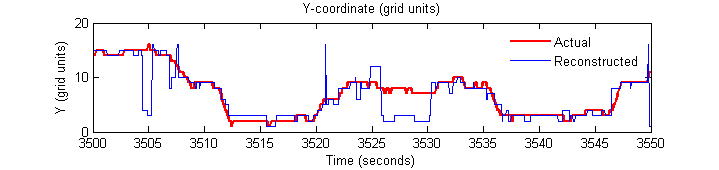 Y-coordinate (grid units)
20
10
0
Y (grid units)
Actual
Reconstructed
3500 3505 3510 3515 3520 3525 3530 3535 3540 3545 3550
Time (seconds)